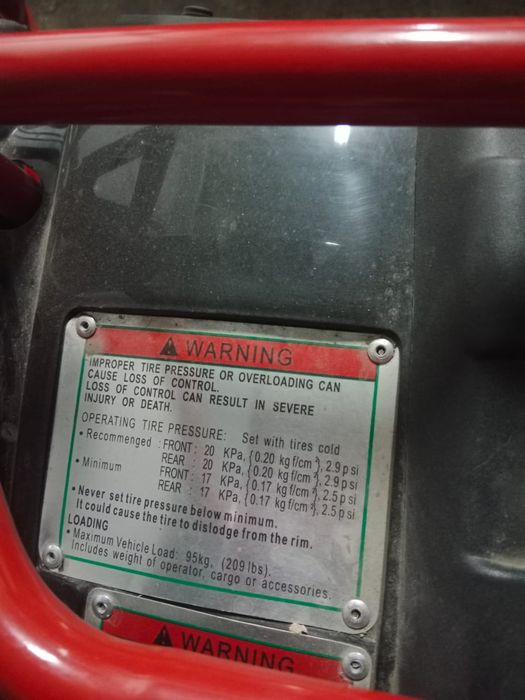 WARNING
IMPROPER TIRE PRESSURE OR OVERLOADING CAN
CAUSE LOSS OF CONTROL.
LOSS OF CONTROL CAN RESULT IN SEVERE
INJURY OR DEATH.
OPERATING TIRE PRESSURE: Set with tires cold
• Recommenged : FRONT: 20 KPa, {0.20 kgf/cm²}, 2.9 psi
REAR : 20 KPa, {0.20 kgf/cm²}, 2.9 psi
• Minimum : FRONT: 17 KPa, {0.17 kgf/cm²}, 2.5 psi
REAR : 17 KPa, {0.17 kgf/cm²}, 2.5 psi
• Never set tire pressure below minimum.
It could cause the tire to dislodge from the rim.
LOADING
• Maximum Vehicle Load: 95kg, (209 lbs).
Includes weight of operator, cargo or accessories.
WARNING